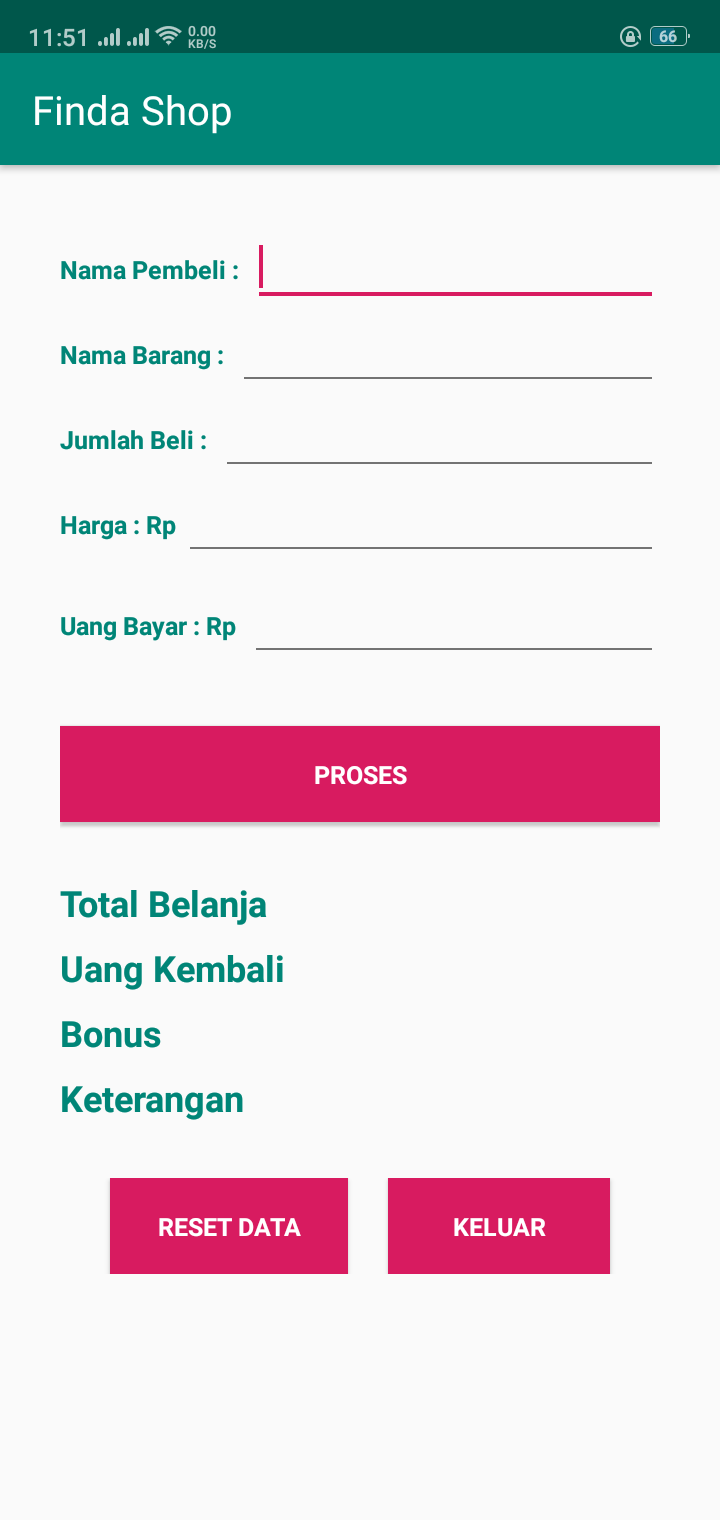 11:51 0.00 KB/S 66
Finda Shop
Nama Pembeli :
Nama Barang :
Jumlah Beli :
Harga : Rp
Uang Bayar : Rp
PROSES
Total Belanja
Uang Kembali
Bonus
Keterangan
RESET DATA KELUAR